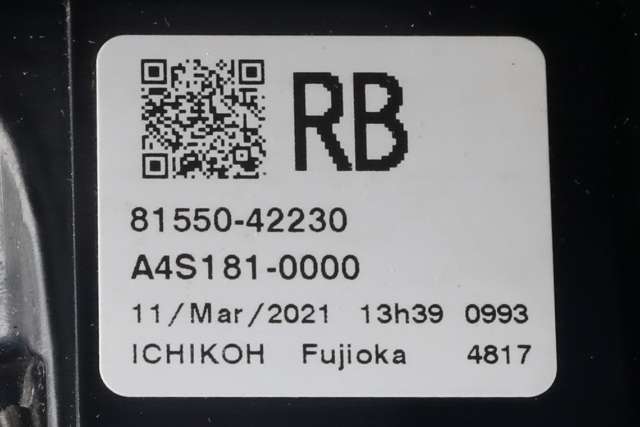 RB
81550-42230
A4S181-0000
11/Mar/2021 13h39 0993
ICHIKOH Fujioka 4817